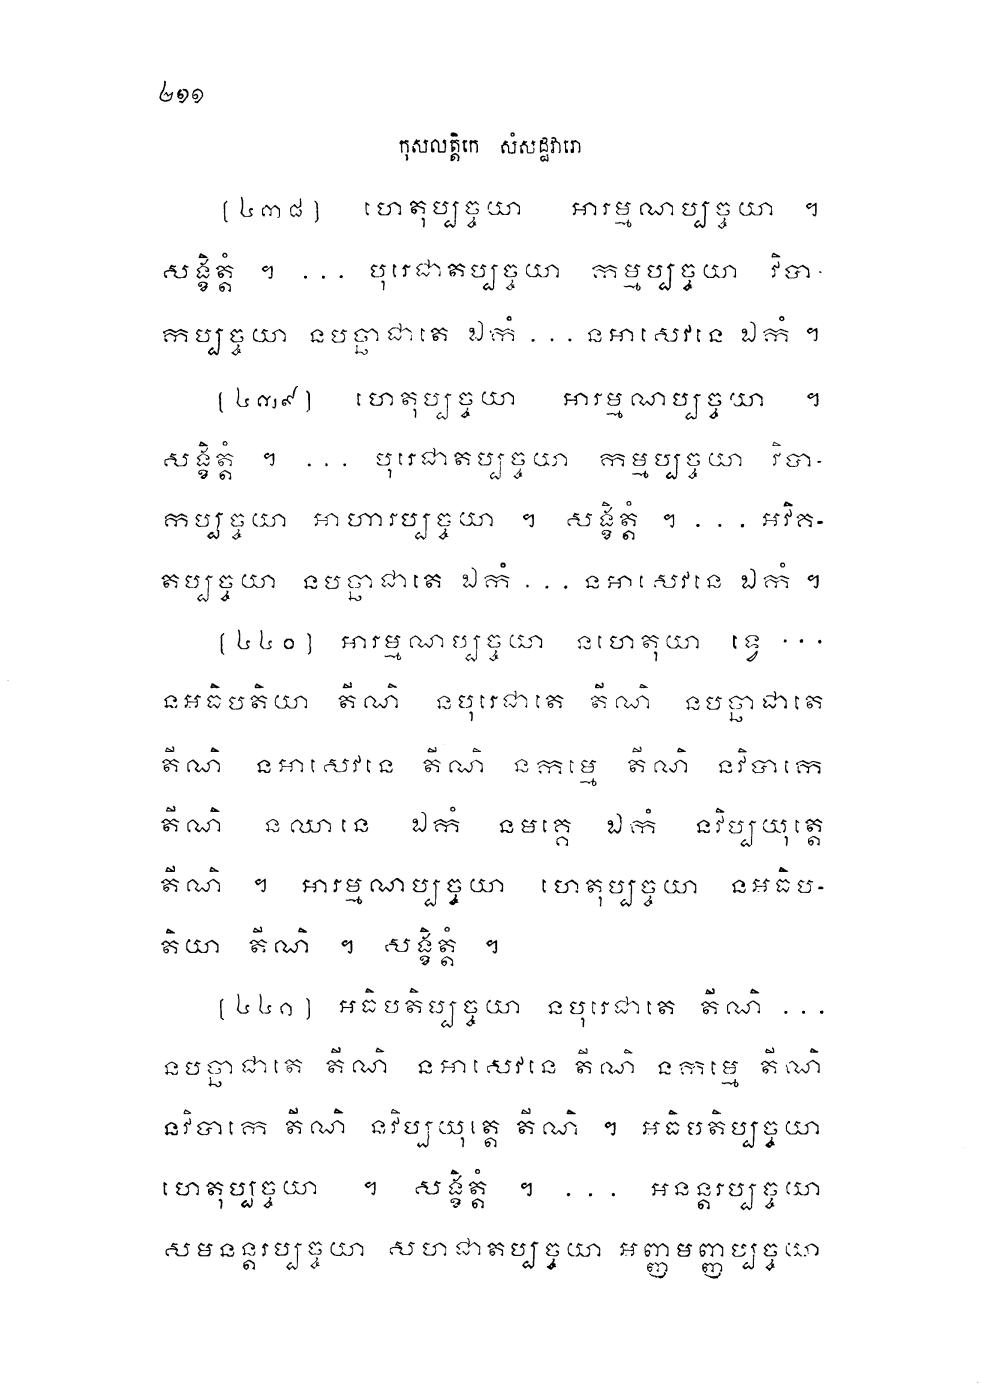 ២១១
កុសលត្តិកេ សំសដ្ឋវារោ
(៤៣៨) ហេតុប្បច្ចយា អារម្មណប្បច្ចយា ។
សង្ខិត្តំ ។ ... បុរេជាតប្បច្ចយា កម្មប្បច្ចយា វិបា-
កប្បច្ចយា នបច្ឆាជាតេ ឯកំ ... នអាសេវនេ ឯកំ ។
(៤៣៩) ហេតុប្បច្ចយា អារម្មណប្បច្ចយា ។
សង្ខិត្តំ ។ ... បុរេជាតប្បច្ចយា កម្មប្បច្ចយា វិបា-
កប្បច្ចយា អាហារប្បច្ចយា ។ សង្ខិត្តំ ។ ... អវិគ-
តប្បច្ចយា នបច្ឆាជាតេ ឯកំ ... នអាសេវនេ ឯកំ ។
(៤៤០) អារម្មណប្បច្ចយា នហេតុយា ទ្វេ ...
នអធិបតិយា តីណិ នបុរេជាតេ តីណិ នបច្ឆាជាតេ
តីណិ នអាសេវនេ តីណិ នកម្មេ តីណិ នវិបាកេ
តីណិ នឈានេ ឯកំ នមគ្គេ ឯកំ នវិប្បយុត្តេ
តីណិ ។ អារម្មណប្បច្ចយា ហេតុប្បច្ចយា នអធិប-
តិយា តីណិ ។ សង្ខិត្តំ ។
(៤៤១) អធិបតិប្បច្ចយា នបុរេជាតេ តីណិ ...
នបច្ឆាជាតេ តីណិ នអាសេវនេ តីណិ នកម្មេ តីណិ
នវិបាកេ តីណិ នវិប្បយុត្តេ តីណិ ។ អធិបតិប្បច្ចយា
ហេតុប្បច្ចយា ។ សង្ខិត្តំ ។ ... អនន្តរប្បច្ចយា
សមនន្តរប្បច្ចយា សហជាតប្បច្ចយា អញ្ញមញ្ញប្បច្ចយា